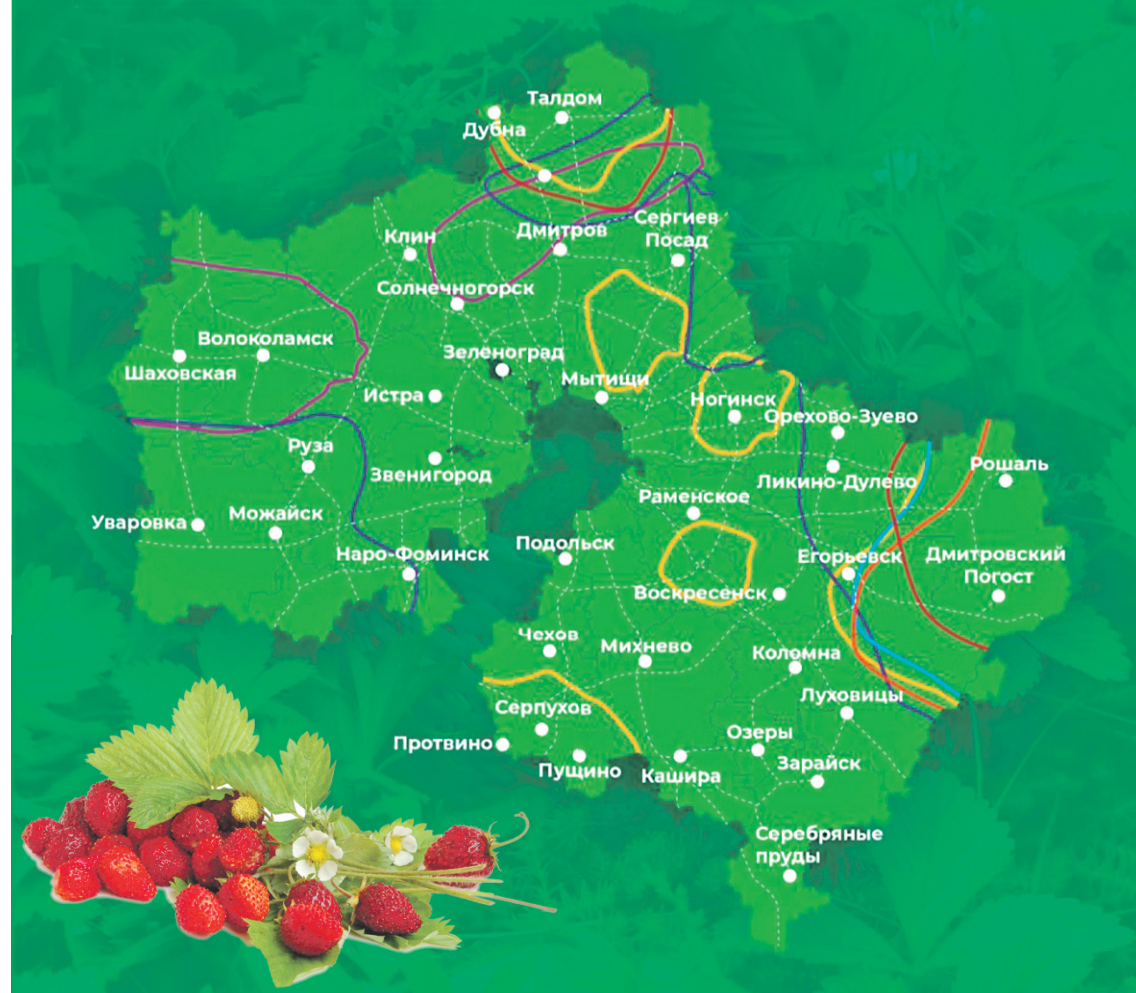 Талдом
Дубна
Сергиев
Посад
Дмитров
Клин
Солнечногорск
Волоколамск
Шаховская
Зеленоград
Мытищи
Истра
Ногинск
Орехово-Зуево
Руза
Звенигород
Ликино-Дулево
Рошаль
Раменское
Уваровка
Можайск
Наро-Фоминск
Подольск
Егорьевск
Дмитровский
Погост
Воскресенск
Чехов
Михнево
Коломна
Луховицы
Серпухов
Протвино
Пущино
Кашира
Озеры
Зарайск
Серебряные
пруды